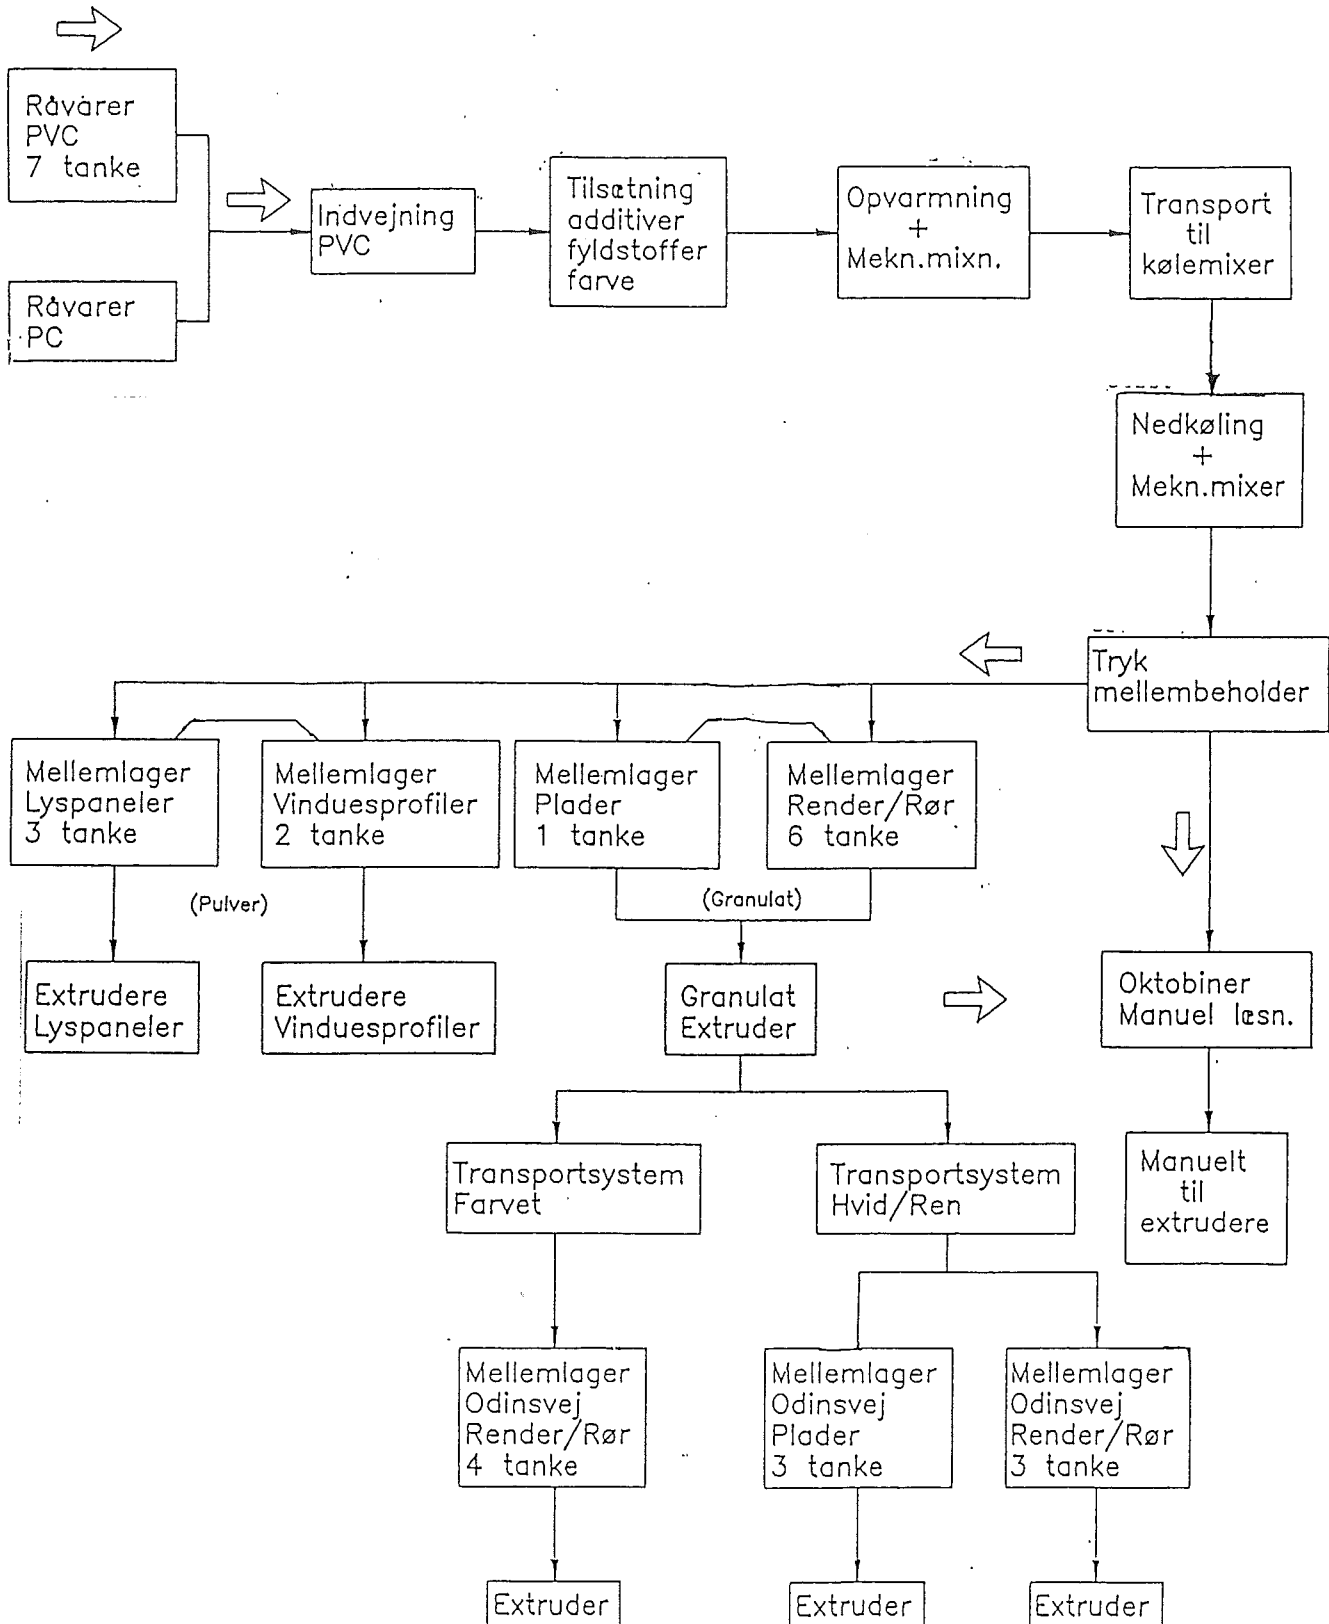 Råvarer
PVC
7 tanke
Råvarer
PC
Indvejning
PVC
Tilsætning
additiver
fyldstoffer
farve
Opvarmning
+
Mekn.mixn.
Transport
til
kølemixer
Nedkøling
+
Mekn.mixer
Tryk
mellembeholder
Mellemlager
Lyspaneler
3 tanke
Mellemlager
Vinduesprofiler
2 tanke
Mellemlager
Plader
1 tanke
Mellemlager
Render/Rør
6 tanke
(Pulver)
(Granulat)
Extrudere
Lyspaneler
Extrudere
Vinduesprofiler
Granulat
Extruder
Oktobiner
Manuel læsn.
Transportsystem
Farvet
Transportsystem
Hvid/Ren
Manuelt
til
extrudere
Mellemlager
Odinsvej
Render/Rør
4 tanke
Mellemlager
Odinsvej
Plader
3 tanke
Mellemlager
Odinsvej
Render/Rør
3 tanke
Extruder
Extruder
Extruder